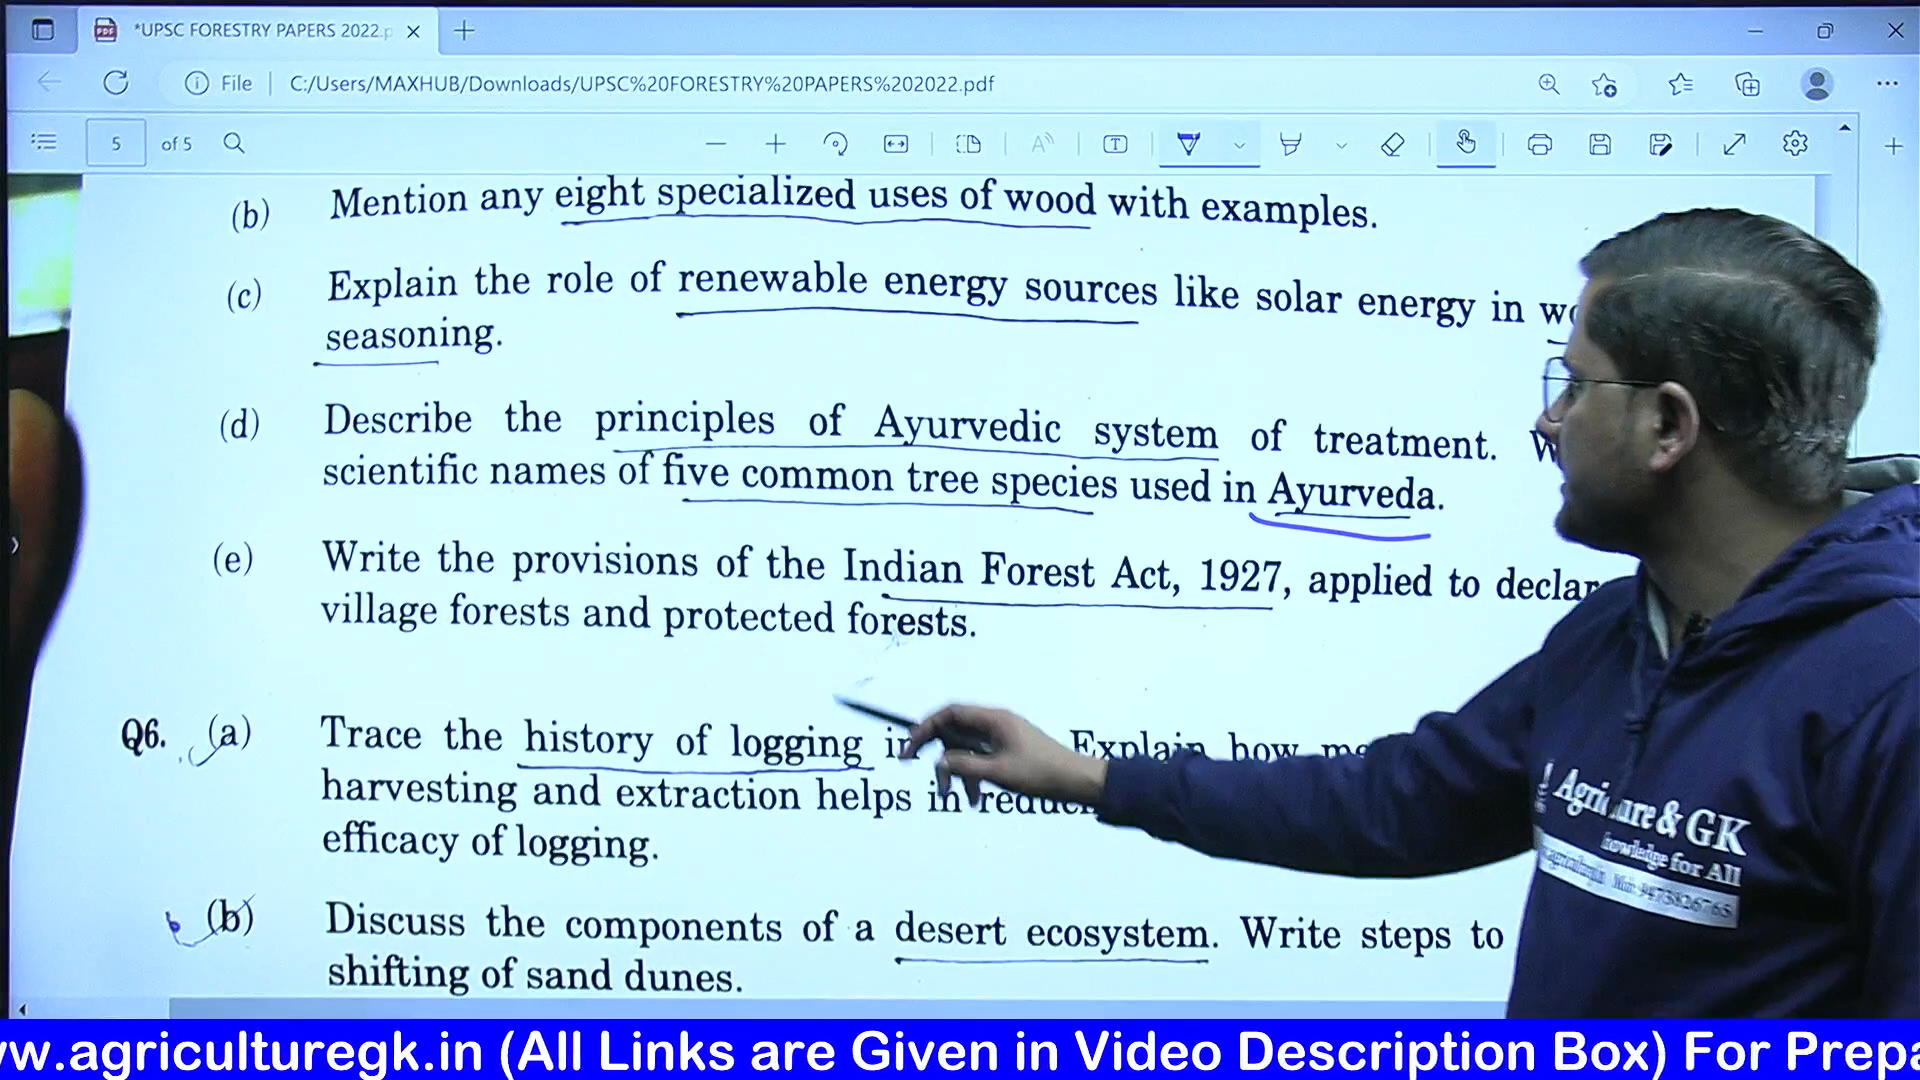 *UPSC FORESTRY PAPERS 2022.p
File C:/Users/MAXHUB/Downloads/UPSC%20FORESTRY%20PAPERS%202022.pdf
5 of 5
(b) Mention any eight specialized uses of wood with examples.
(c) Explain the role of renewable energy sources like solar energy in
seasoning.
(d) Describe the principles of Ayurvedic system of treatment.
scientific names of five common tree species used in Ayurveda.
(e) Write the provisions of the Indian Forest Act, 1927, applied to
village forests and protected forests.
Q6. (a) Trace the history of logging in Explain how
harvesting and extraction helps in
efficacy of logging.
(b) Discuss the components of a desert ecosystem. Write steps to
shifting of sand dunes.
& GK
knowledge for All
w.agriculturegk.in (All Links are Given in Video Description Box) For